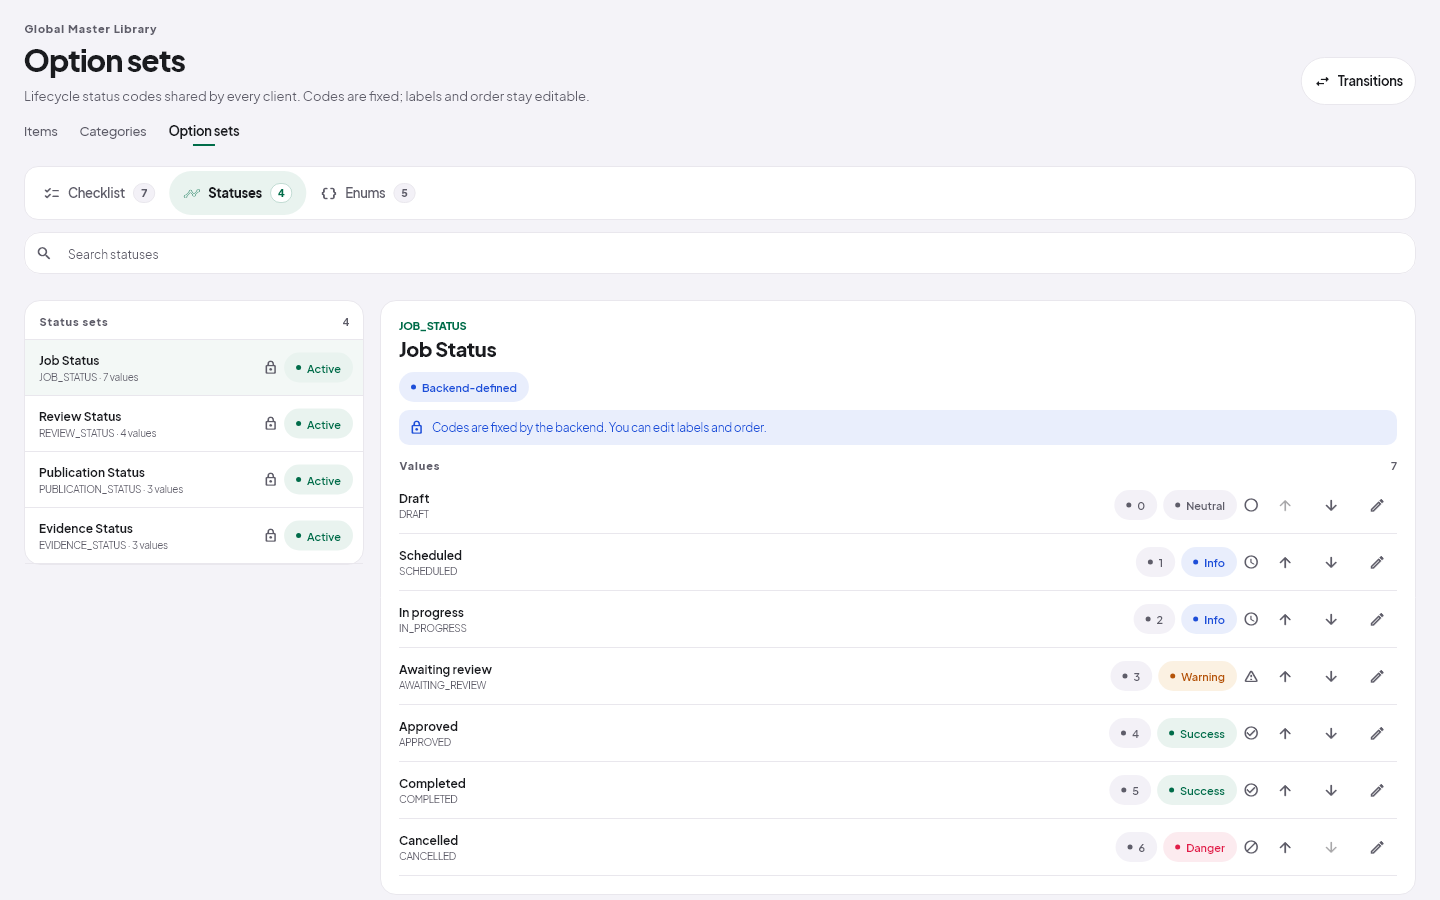 Global Master Library
Option sets
Lifecycle status codes shared by every client. Codes are fixed; labels and order stay editable.
Transitions
Items Categories Option sets
Checklist 7 Statuses 4 Enums 5
Search statuses
Status sets 4
Job Status
JOB_STATUS · 7 values
Active
Review Status
REVIEW_STATUS · 4 values
Active
Publication Status
PUBLICATION_STATUS · 3 values
Active
Evidence Status
EVIDENCE_STATUS · 3 values
Active
JOB_STATUS
Job Status
Backend-defined
Codes are fixed by the backend. You can edit labels and order.
Values 7
Draft
DRAFT
0 Neutral
Scheduled
SCHEDULED
1 Info
In progress
IN_PROGRESS
2 Info
Awaiting review
AWAITING_REVIEW
3 Warning
Approved
APPROVED
4 Success
Completed
COMPLETED
5 Success
Cancelled
CANCELLED
6 Danger